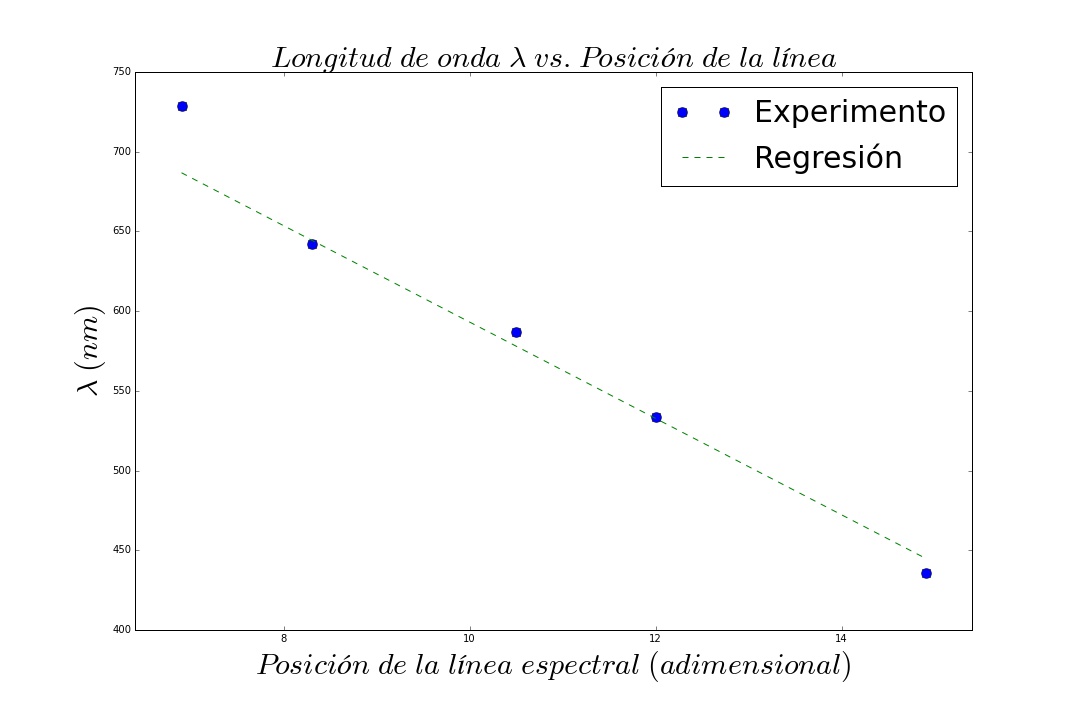 Longitud de onda λ vs. Posición de la línea
Experimento
Regresión
750
700
650
600
550
500
450
400
λ (nm)
8
10
12
14
Posición de la línea espectral (adimensional)